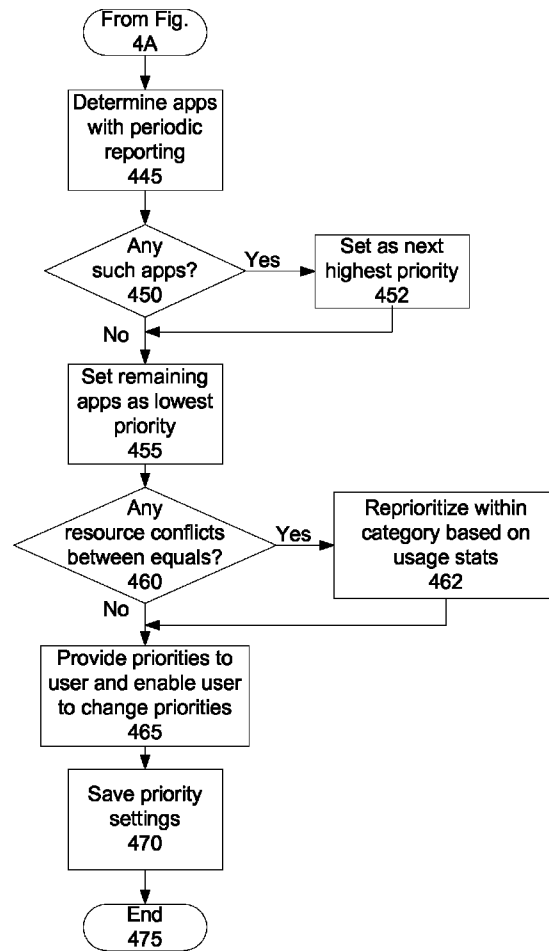 From Fig.
4A
Determine apps
with periodic
reporting
445
Any
such apps?
450
Yes
Set as next
highest priority
452
No
Set remaining
apps as lowest
priority
455
Any
resource conflicts
between equals?
460
Yes
Reprioritize within
category based on
usage stats
462
No
Provide priorities to
user and enable user
to change priorities
465
Save priority
settings
470
End
475